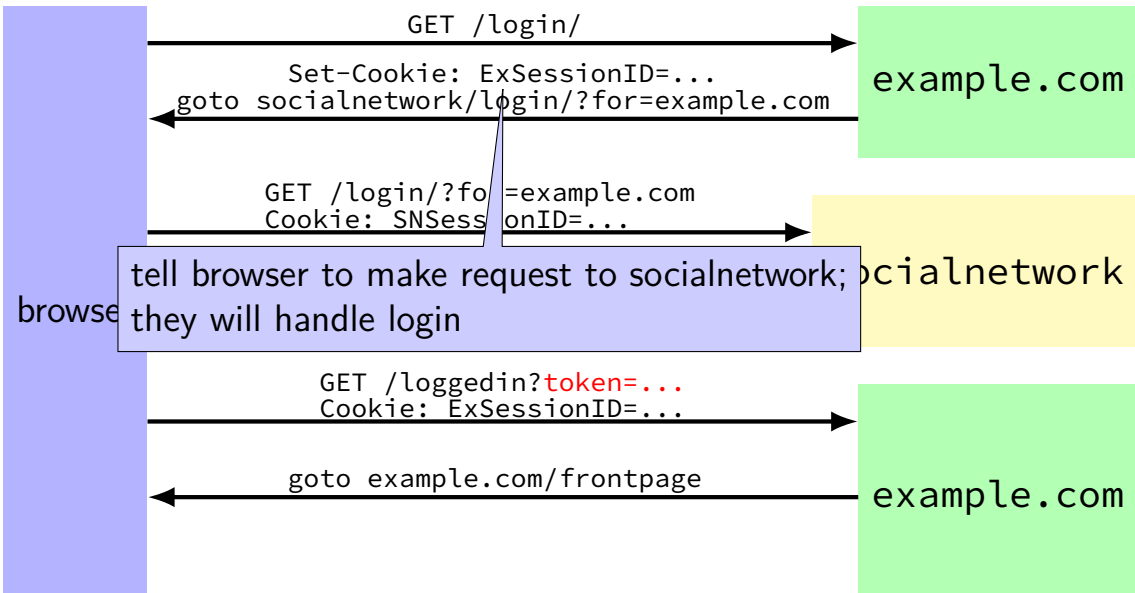 GET /login/
Set-Cookie: ExSessionID=...
goto socialnetwork/login/?for=example.com
example.com
GET /login/?fo =example.com
Cookie: SNSess onID=...
ocialnetwork
tell browser to make request to socialnetwork;
they will handle login
browse
GET /loggedin?token=...
Cookie: ExSessionID=...
goto example.com/frontpage
example.com